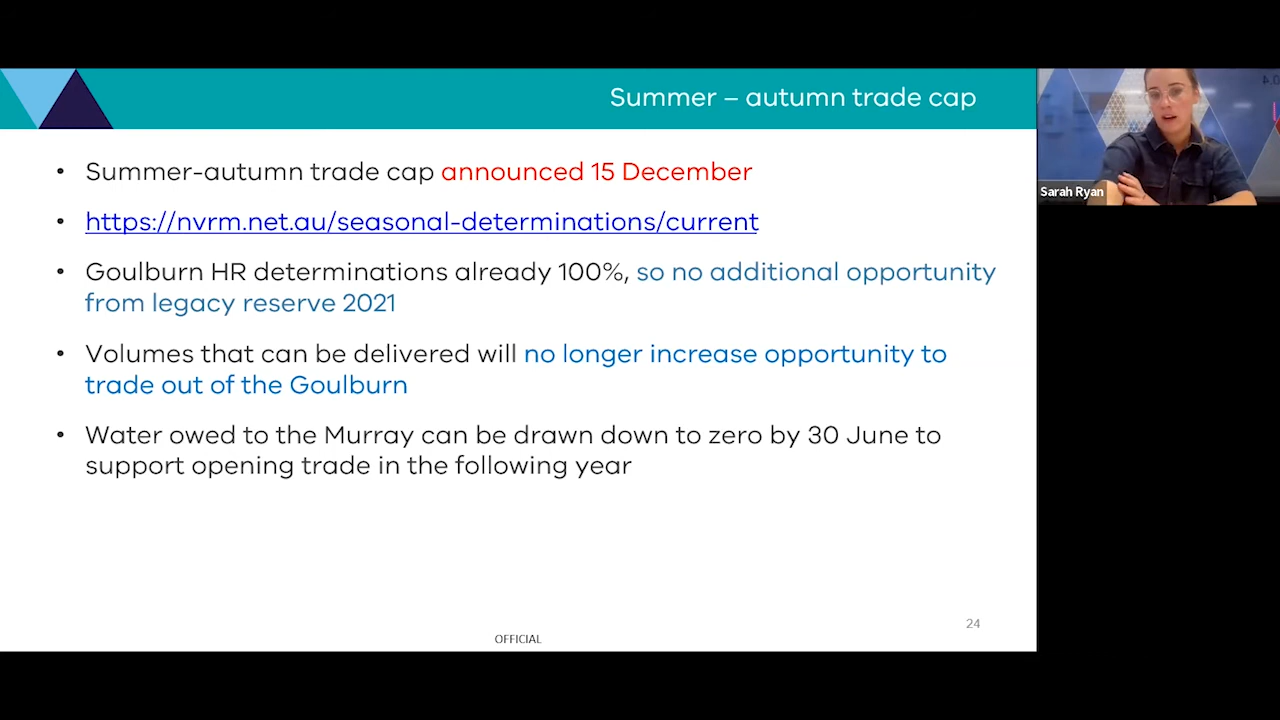 Summer – autumn trade cap
• Summer-autumn trade cap announced 15 December
• https://nvrm.net.au/seasonal-determinations/current
• Goulburn HR determinations already 100%, so no additional opportunity
from legacy reserve 2021
• Volumes that can be delivered will no longer increase opportunity to
trade out of the Goulburn
• Water owed to the Murray can be drawn down to zero by 30 June to
support opening trade in the following year
24
OFFICIAL
Sarah Ryan